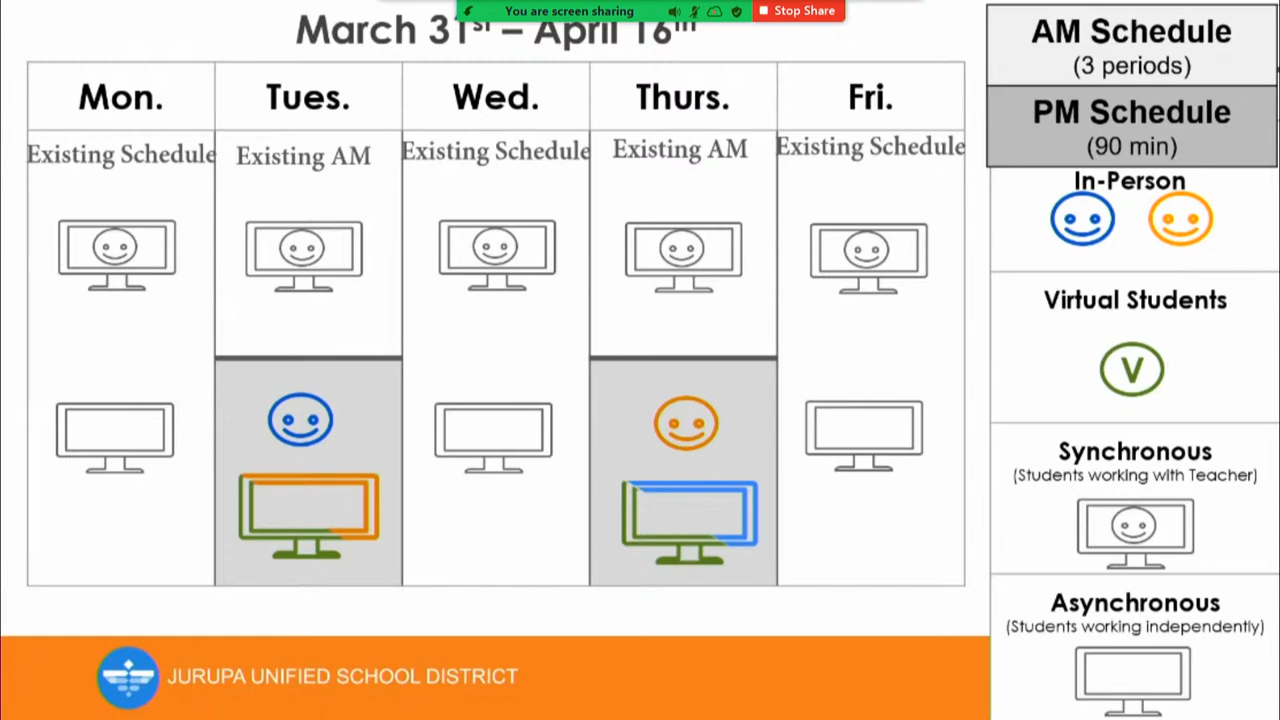 You are screen sharing
Stop Share
March 31st – April 16th
Mon. Tues. Wed. Thurs. Fri.
Existing Schedule Existing AM Existing Schedule Existing AM Existing Schedule
AM Schedule
(3 periods)
PM Schedule
(90 min)
In-Person
Virtual Students
V
Synchronous
(Students working with Teacher)
Asynchronous
(Students working independently)
JURUPA UNIFIED SCHOOL DISTRICT